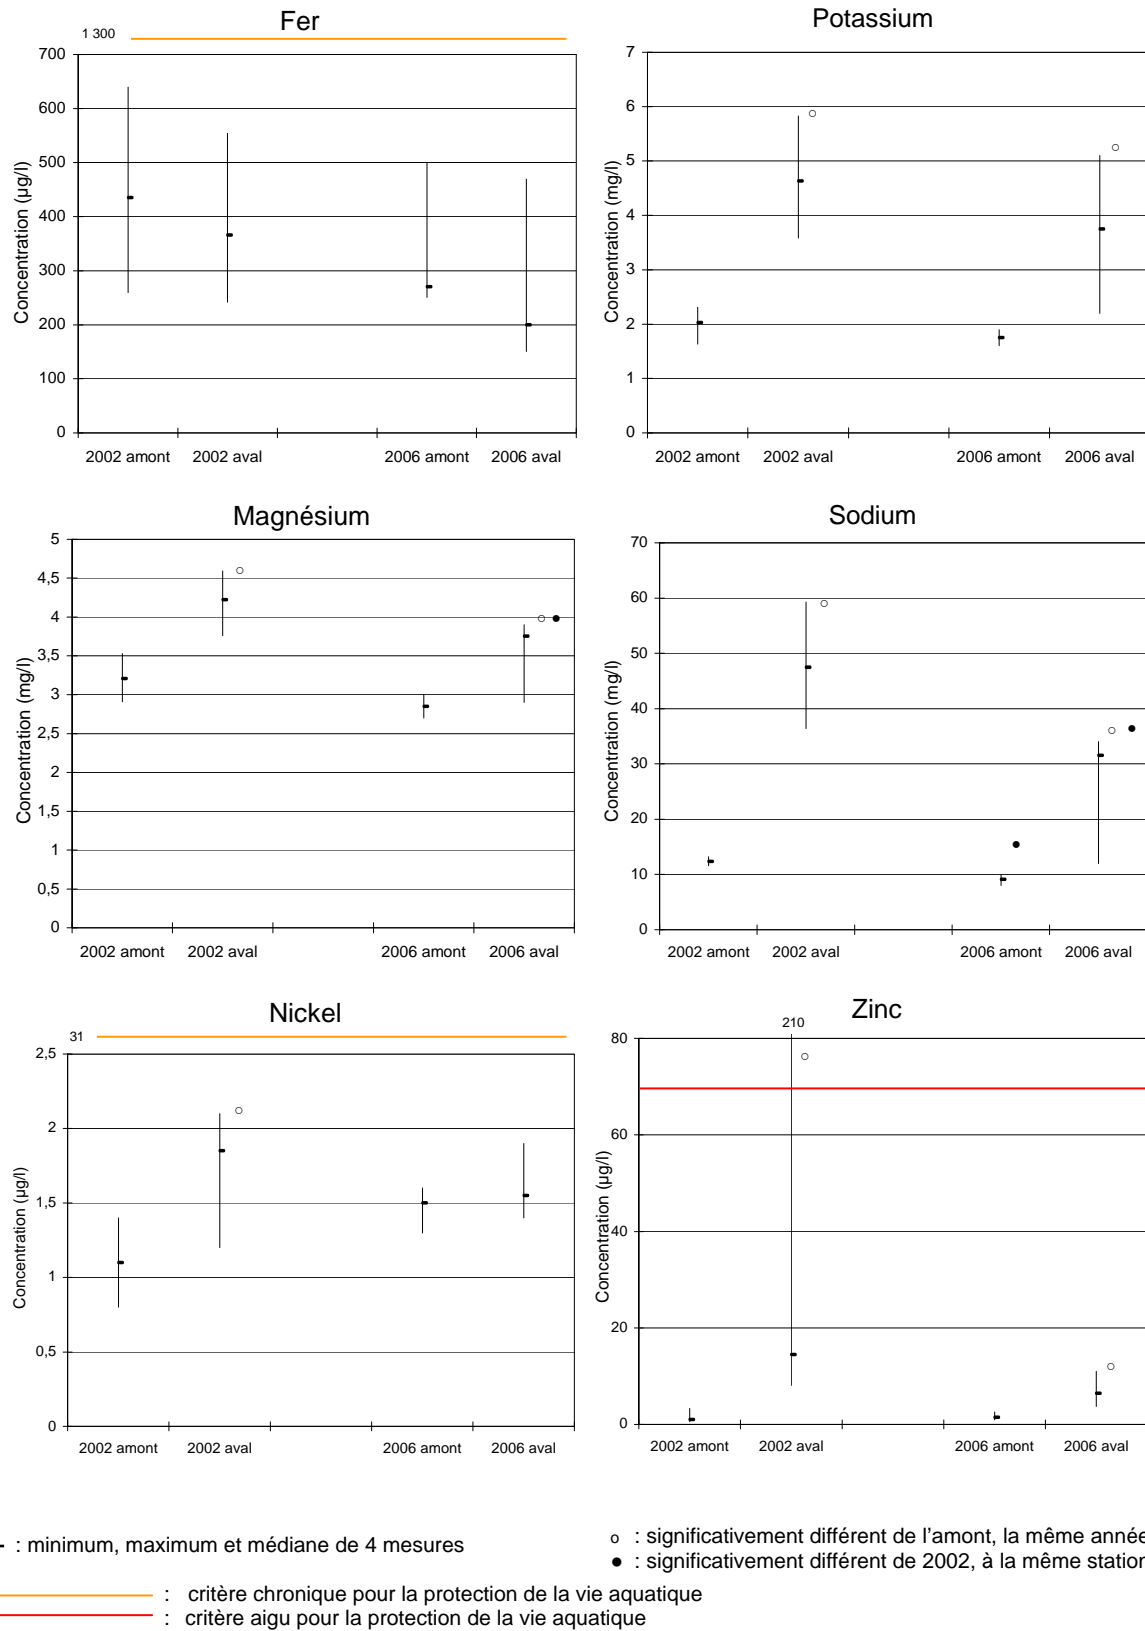 Fer
1 300
700
600
500
400
300
200
100
0
Concentration (µg/l)
2002 amont 2002 aval 2006 amont 2006 aval
Potassium
7
6
5
4
3
2
1
0
Concentration (mg/l)
2002 amont 2002 aval 2006 amont 2006 aval
Magnésium
5
4,5
4
3,5
3
2,5
2
1,5
1
0,5
0
Concentration (mg/l)
2002 amont 2002 aval 2006 amont 2006 aval
Sodium
70
60
50
40
30
20
10
0
Concentration (mg/l)
2002 amont 2002 aval 2006 amont 2006 aval
Nickel
31
2,5
2
1,5
1
0,5
0
Concentration (µg/l)
2002 amont 2002 aval 2006 amont 2006 aval
Zinc
210
80
60
40
20
0
Concentration (µg/l)
2002 amont 2002 aval 2006 amont 2006 aval
: minimum, maximum et médiane de 4 mesures
o : significativement différent de l'amont, la même année
● : significativement différent de 2002, à la même station
: critère chronique pour la protection de la vie aquatique
: critère aigu pour la protection de la vie aquatique